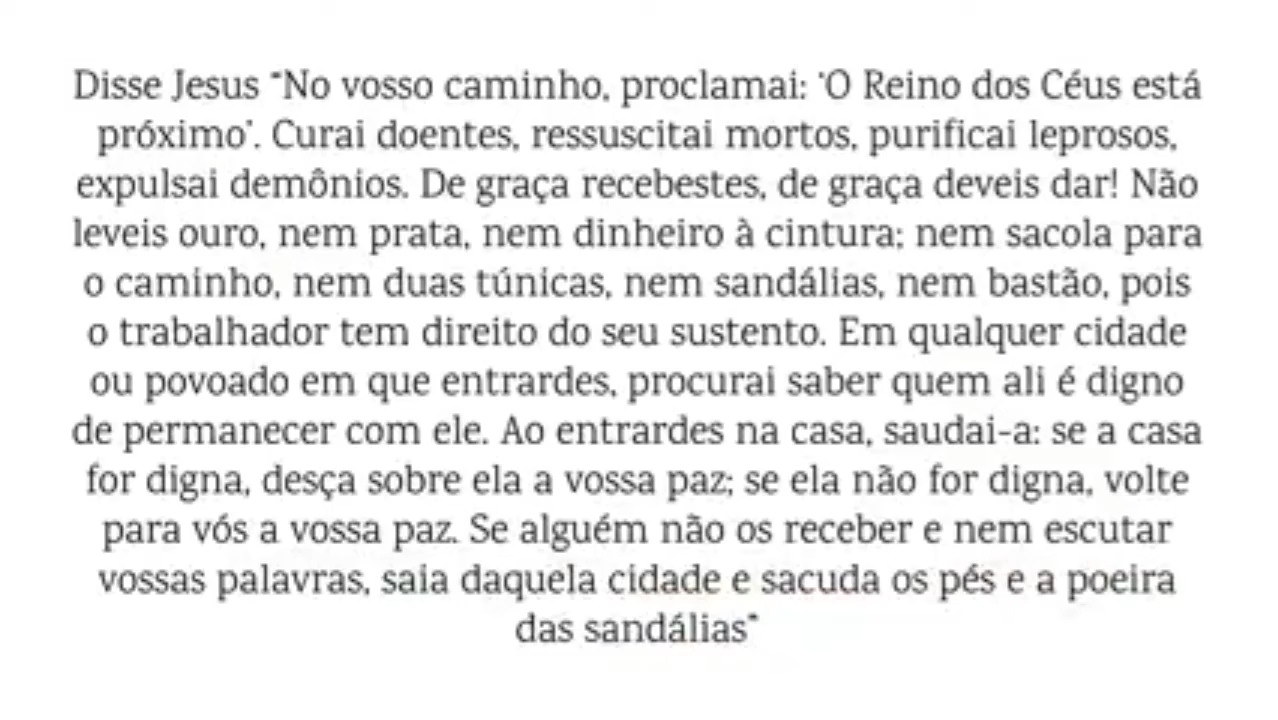 Disse Jesus “No vosso caminho, proclamai: ‘O Reino dos Céus está
próximo’. Curai doentes, ressuscitai mortos, purificai leprosos,
expulsai demônios. De graça recebestes, de graça deveis dar! Não
leveis ouro, nem prata, nem dinheiro à cintura; nem sacola para
o caminho, nem duas túnicas, nem sandálias, nem bastão, pois
o trabalhador tem direito do seu sustento. Em qualquer cidade
ou povoado em que entrardes, procurai saber quem ali é digno
de permanecer com ele. Ao entrardes na casa, saudai-a: se a casa
for digna, desça sobre ela a vossa paz; se ela não for digna, volte
para vós a vossa paz. Se alguém não os receber e nem escutar
vossas palavras, saia daquela cidade e sacuda os pés e a poeira
das sandálias”